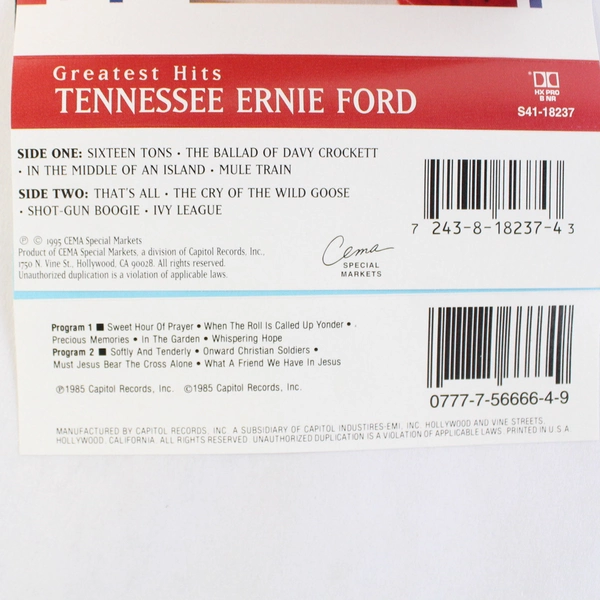 Greatest Hits
TENNESSEE ERNIE FORD
HX PRO
B NR
S41-18237
SIDE ONE: SIXTEEN TONS • THE BALLAD OF DAVY CROCKETT
• IN THE MIDDLE OF AN ISLAND • MULE TRAIN
SIDE TWO: THAT'S ALL • THE CRY OF THE WILD GOOSE
• SHOT-GUN BOOGIE • IVY LEAGUE
℗ © 1995 CEMA Special Markets
Product of CEMA Special Markets, a division of Capitol Records, Inc.,
1750 N. Vine St., Hollywood, CA 90028. All rights reserved.
Unauthorized duplication is a violation of applicable laws.
Cema
SPECIAL
MARKETS
7 243-8-18237-4 3
Program 1 ■ Sweet Hour Of Prayer • When The Roll Is Called Up Yonder •
Precious Memories • In The Garden • Whispering Hope
Program 2 ■ Softly And Tenderly • Onward Christian Soldiers •
Must Jesus Bear The Cross Alone • What A Friend We Have In Jesus
℗1985 Capitol Records, Inc. ©1985 Capitol Records, Inc.
0777-7-56666-4-9
MANUFACTURED BY CAPITOL RECORDS, INC. A SUBSIDIARY OF CAPITOL INDUSTIRES-EMI, INC. HOLLYWOOD AND VINE STREETS,
HOLLYWOOD, CALIFORNIA. ALL RIGHTS RESERVED. UNAUTHORIZED DUPLICATION IS A VIOLATION OF APPLICABLE LAWS. PRINTED IN U.S.A.